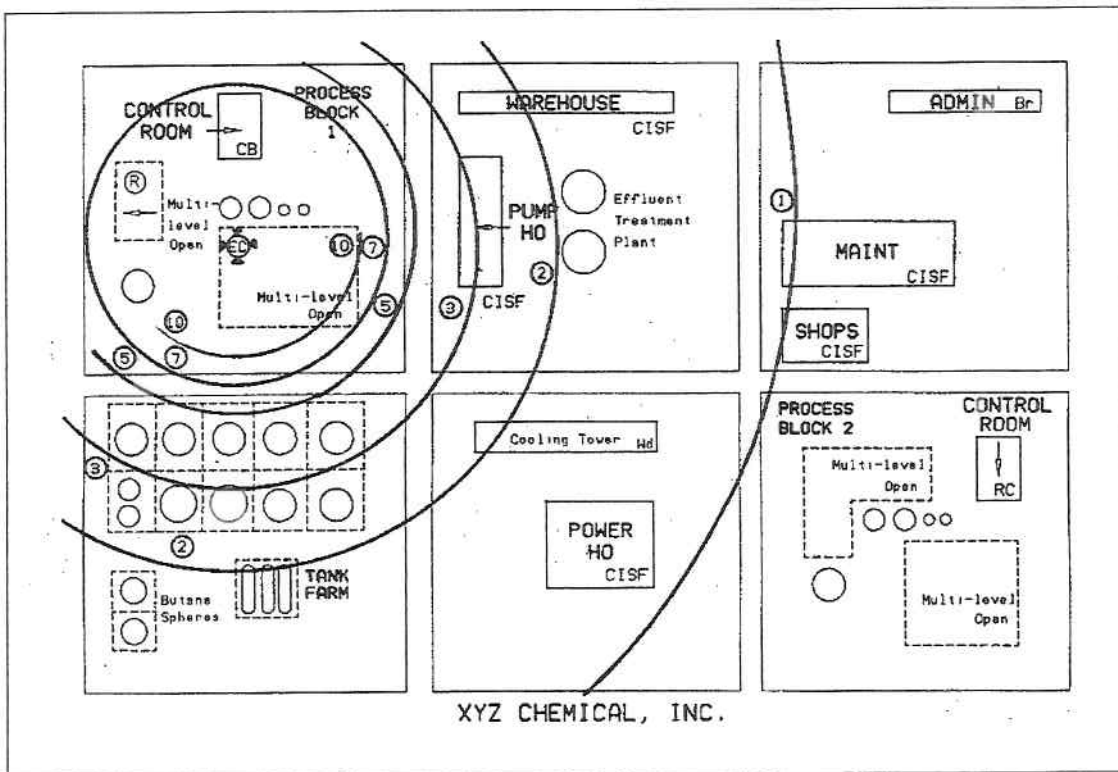 PROCESS
BLOCK
1
CONTROL
ROOM
CB
R
Multi-
level
Open
EC
10
7
Multi-level
Open
5
10
7
5
WAREHOUSE
CISF
PUMP
HO
CISF
3
2
Effluent
Treatment
Plant
ADMIN Br
1
MAINT
CISF
SHOPS
CISF
3
2
Butane
Spheres
TANK
FARM
Cooling Tower Wd
POWER
HO
CISF
PROCESS
BLOCK 2
CONTROL
ROOM
RC
Multi-level
Open
Multi-level
Open
XYZ CHEMICAL, INC.